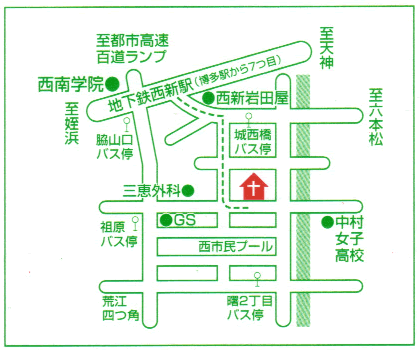 至都市高速
百道ランプ
至天神
西南学院
地下鉄西新駅(博多駅から7つ目)
西新岩田屋
至姪浜
至六本松
脇山口
バス停
城西橋
バス停
三恵外科
祖原
バス停
GS
中村
女子
高校
西市民プール
荒江
四つ角
曙2丁目
バス停